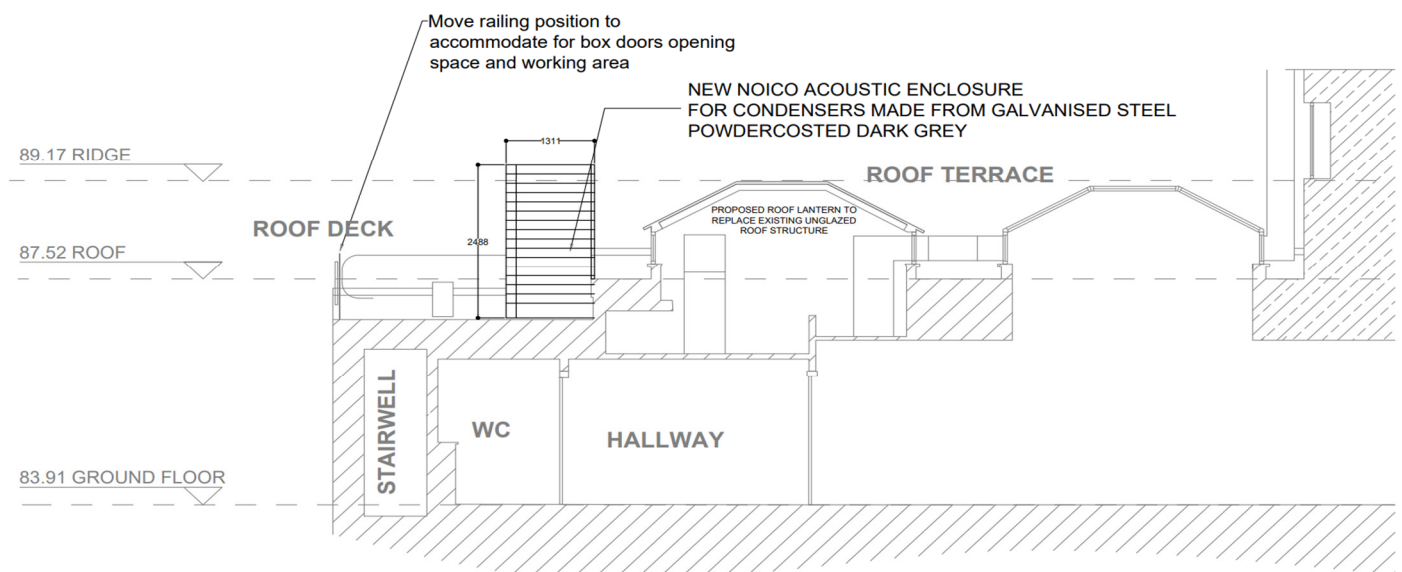 Move railing position to
accommodate for box doors opening
space and working area
NEW NOICO ACOUSTIC ENCLOSURE
FOR CONDENSERS MADE FROM GALVANISED STEEL
POWDERCOSTED DARK GREY
1311
89.17 RIDGE
ROOF TERRACE
PROPOSED ROOF LANTERN TO
REPLACE EXISTING UNGLAZED
ROOF STRUCTURE
ROOF DECK
2488
87.52 ROOF
STAIRWELL
WC
HALLWAY
83.91 GROUND FLOOR